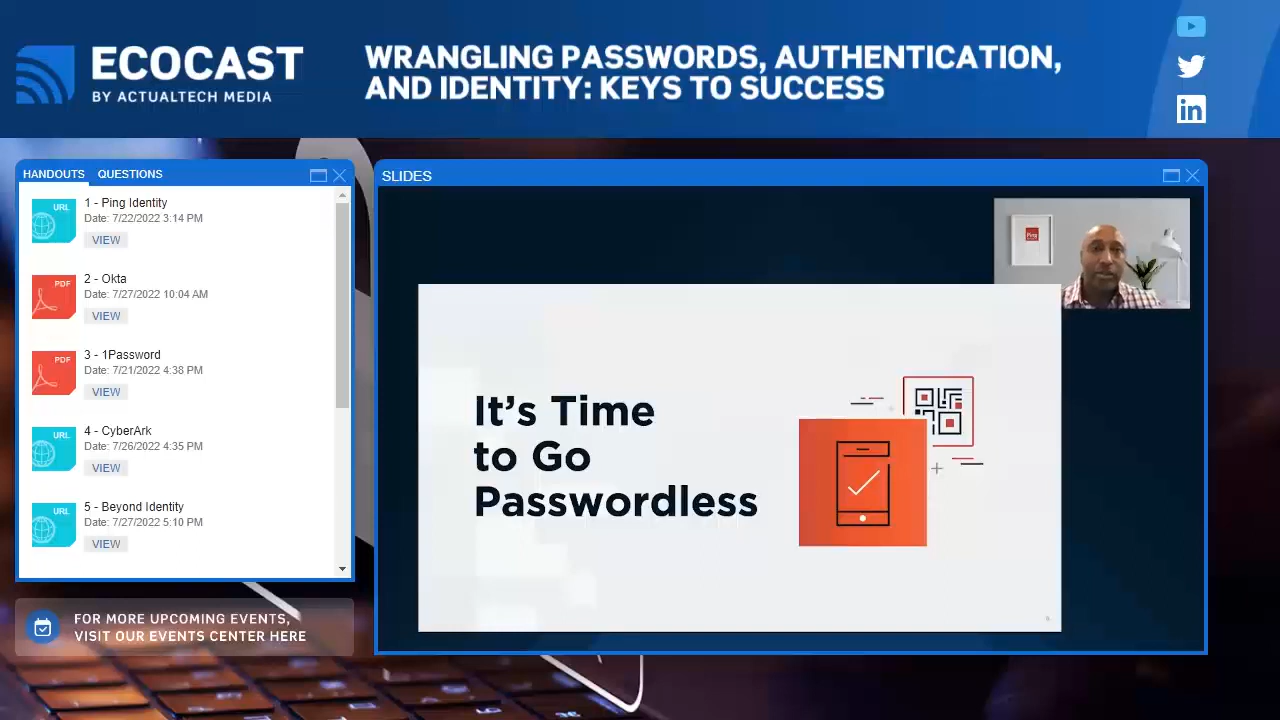 ECOCAST
BY ACTUALTECH MEDIA
WRANGLING PASSWORDS, AUTHENTICATION,
AND IDENTITY: KEYS TO SUCCESS
in
HANDOUTS QUESTIONS
URL
1 - Ping Identity
Date: 7/22/2022 3:14 PM
VIEW
PDF
2 - Okta
Date: 7/27/2022 10:04 AM
VIEW
PDF
3 - 1Password
Date: 7/21/2022 4:38 PM
VIEW
URL
4 - CyberArk
Date: 7/26/2022 4:35 PM
VIEW
URL
5 - Beyond Identity
Date: 7/27/2022 5:10 PM
VIEW
FOR MORE UPCOMING EVENTS,
VISIT OUR EVENTS CENTER HERE
SLIDES
Ping
It's Time
to Go
Passwordless